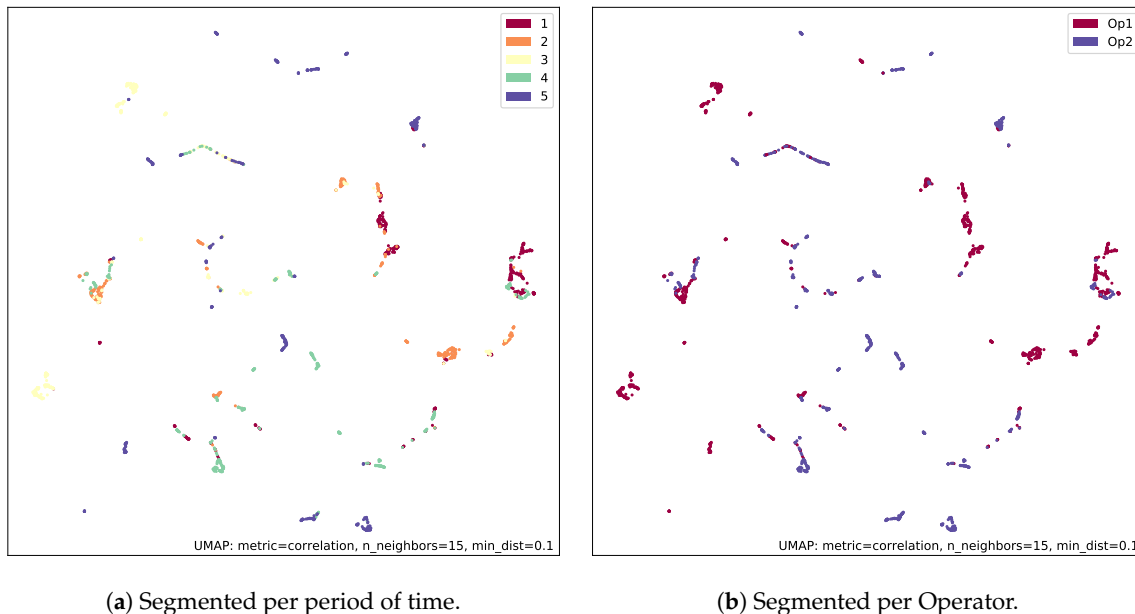 1
2
3
4
5
UMAP: metric=correlation, n_neighbors=15, min_dist=0.1
(a) Segmented per period of time.
Op1
Op2
UMAP: metric=correlation, n_neighbors=15, min_dist=0.1
(b) Segmented per Operator.